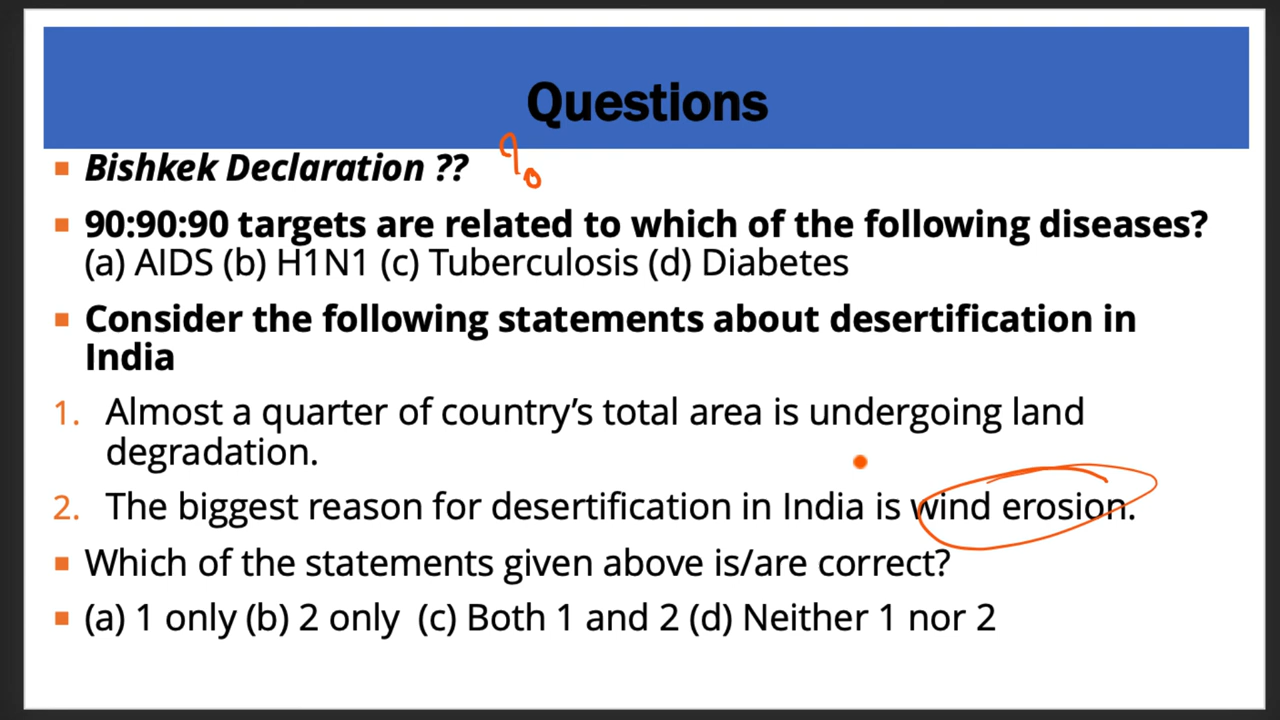 Questions
Bishkek Declaration ??
90:90:90 targets are related to which of the following diseases?
(a) AIDS (b) H1N1 (c) Tuberculosis (d) Diabetes
Consider the following statements about desertification in
India
1. Almost a quarter of country’s total area is undergoing land
degradation.
2. The biggest reason for desertification in India is wind erosion.
Which of the statements given above is/are correct?
(a) 1 only (b) 2 only (c) Both 1 and 2 (d) Neither 1 nor 2